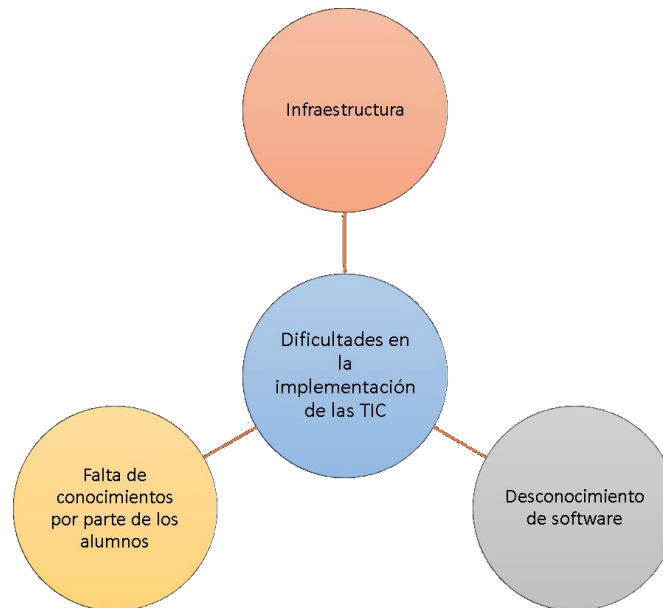 Infraestructura
Dificultades en
la
implementación
de las TIC
Falta de
conocimientos
por parte de los
alumnos
Desconocimiento
de software